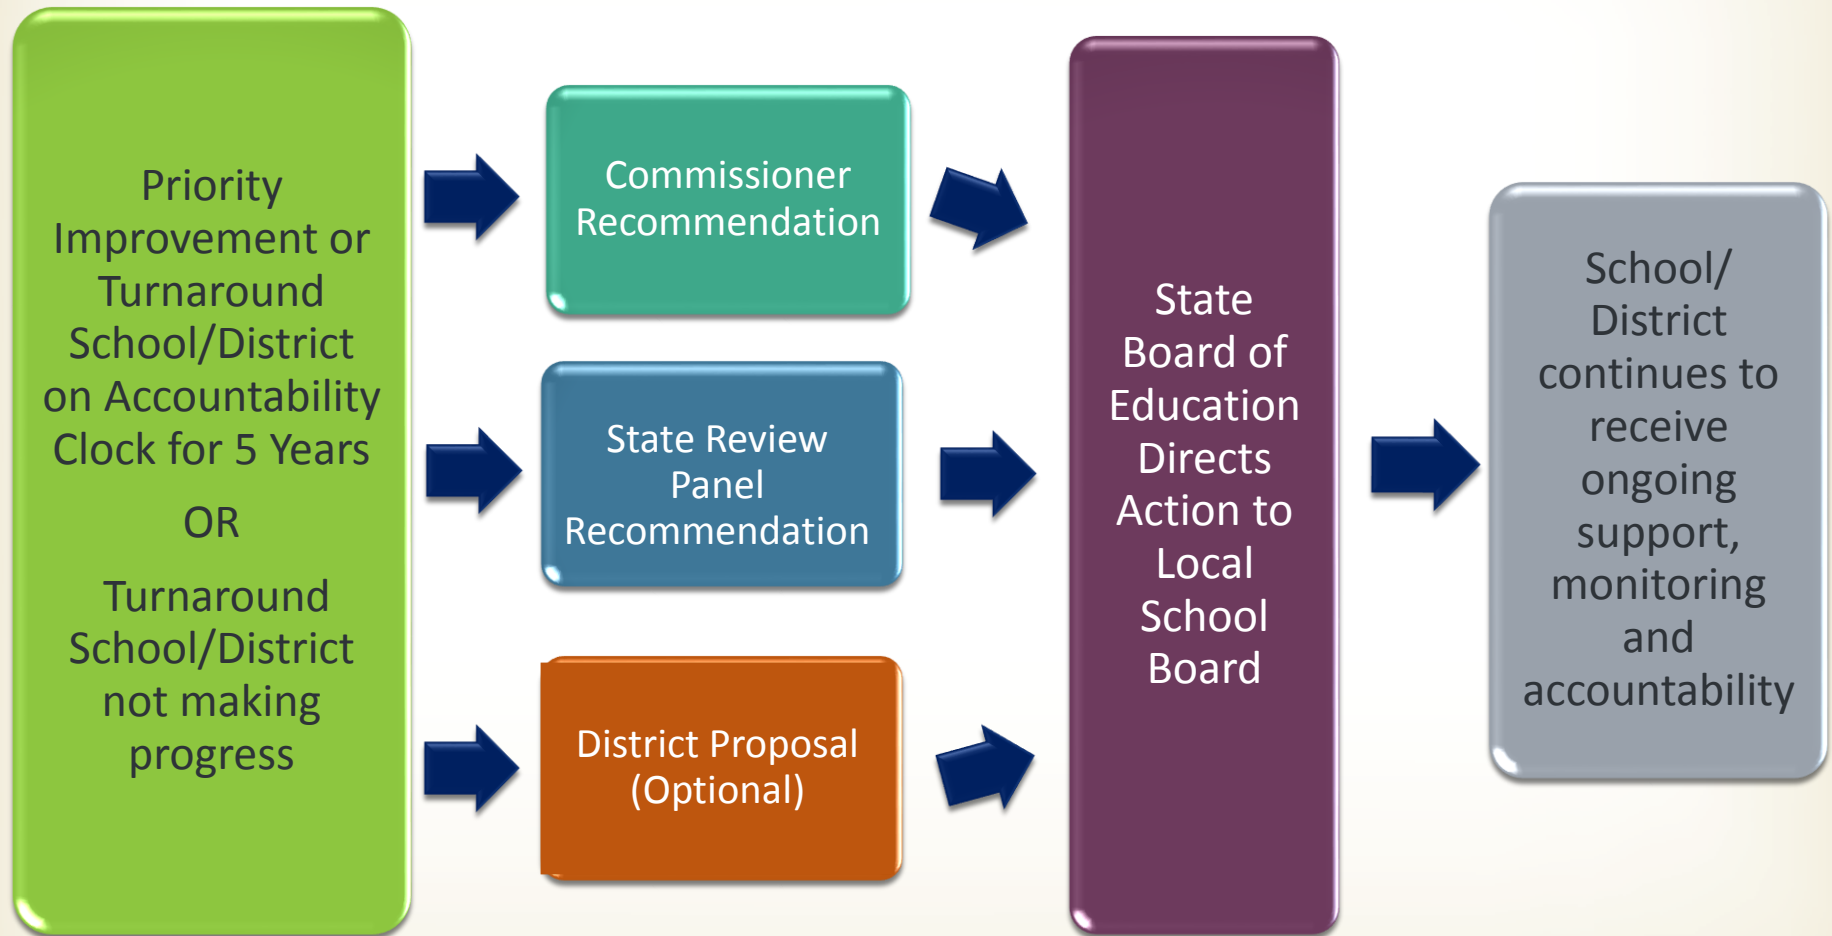 Priority
Improvement or
Turnaround
School/District
on Accountability
Clock for 5 Years
OR
Turnaround
School/District
not making
progress
Commissioner
Recommendation
State Review
Panel
Recommendation
District Proposal
(Optional)
State
Board of
Education
Directs
Action to
Local
School
Board
School/
District
continues to
receive
ongoing
support,
monitoring
and
accountability